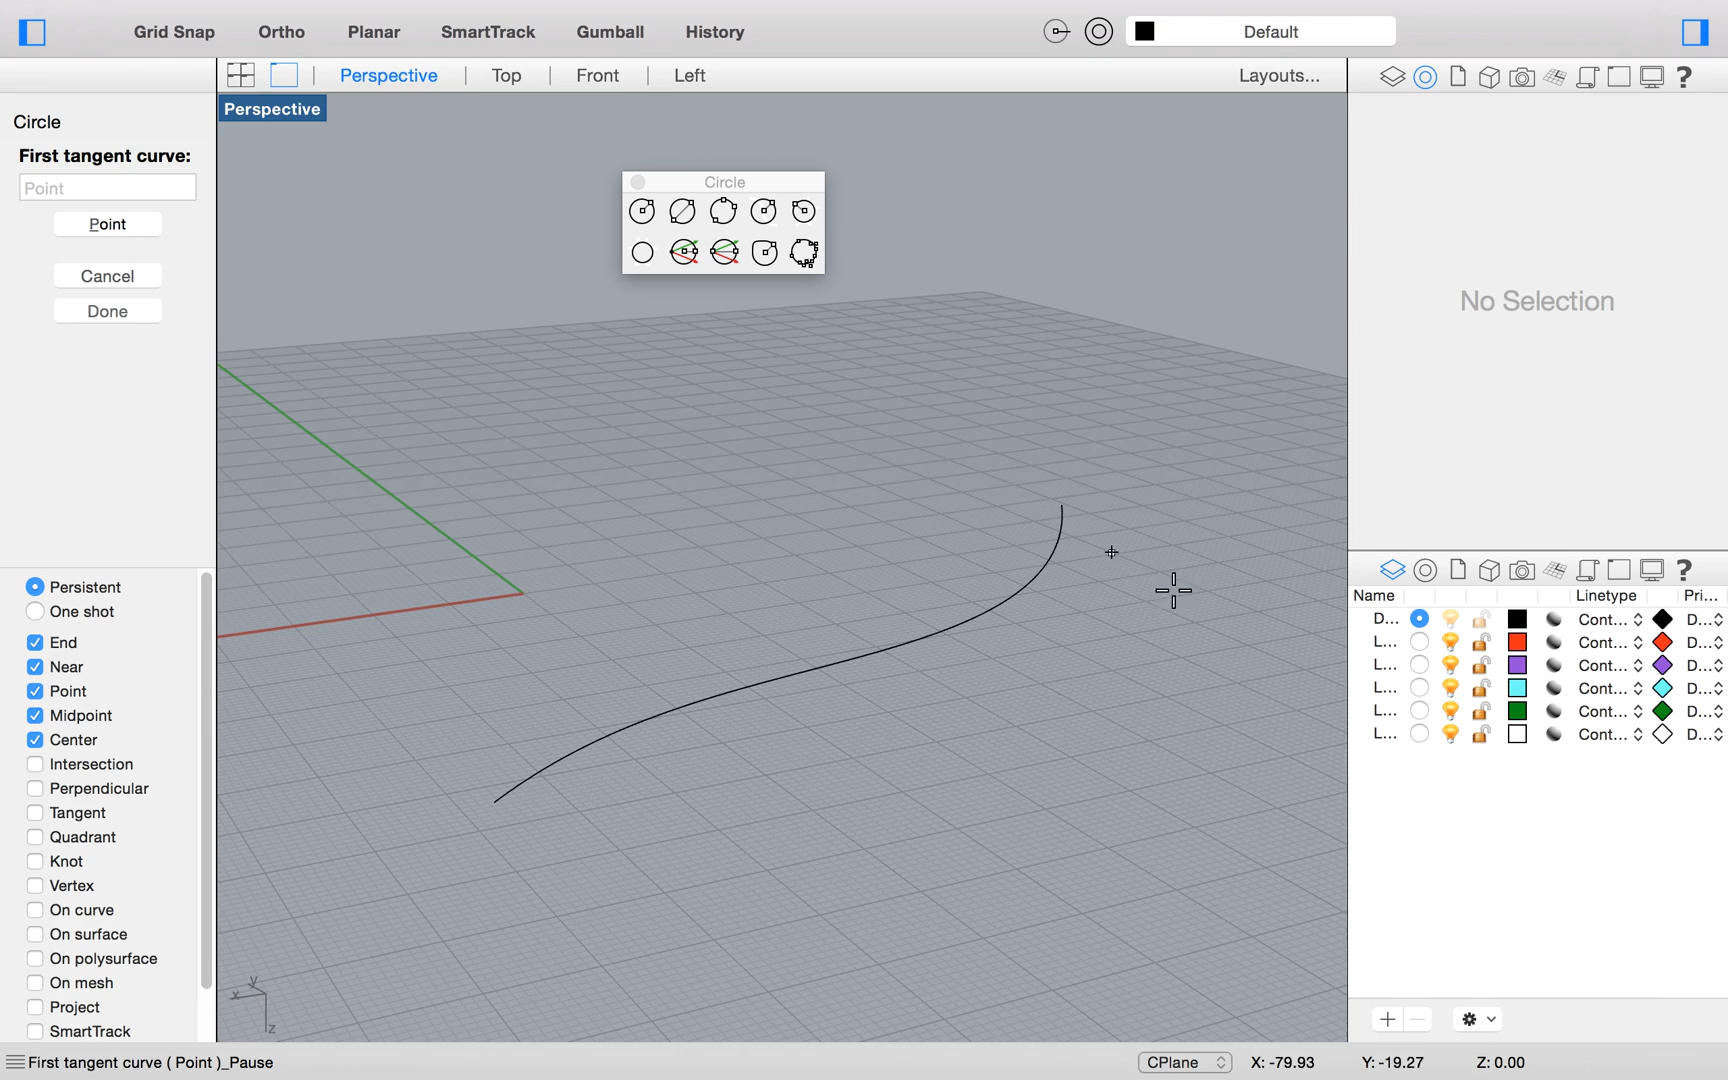 Grid Snap Ortho Planar SmartTrack Gumball History Default
Perspective Top Front Left Layouts...
Perspective
Circle
First tangent curve:
Point
Point
Cancel
Done
Circle
No Selection
Persistent
One shot
End
Near
Point
Midpoint
Center
Intersection
Perpendicular
Tangent
Quadrant
Knot
Vertex
On curve
On surface
On polysurface
On mesh
Project
SmartTrack
Name Linetype Pri...
D... Cont... D...
L... Cont... D...
L... Cont... D...
L... Cont... D...
L... Cont... D...
L... Cont... D...
y
x
z
First tangent curve ( Point )_Pause
CPlane X: -79.93 Y: -19.27 Z: 0.00